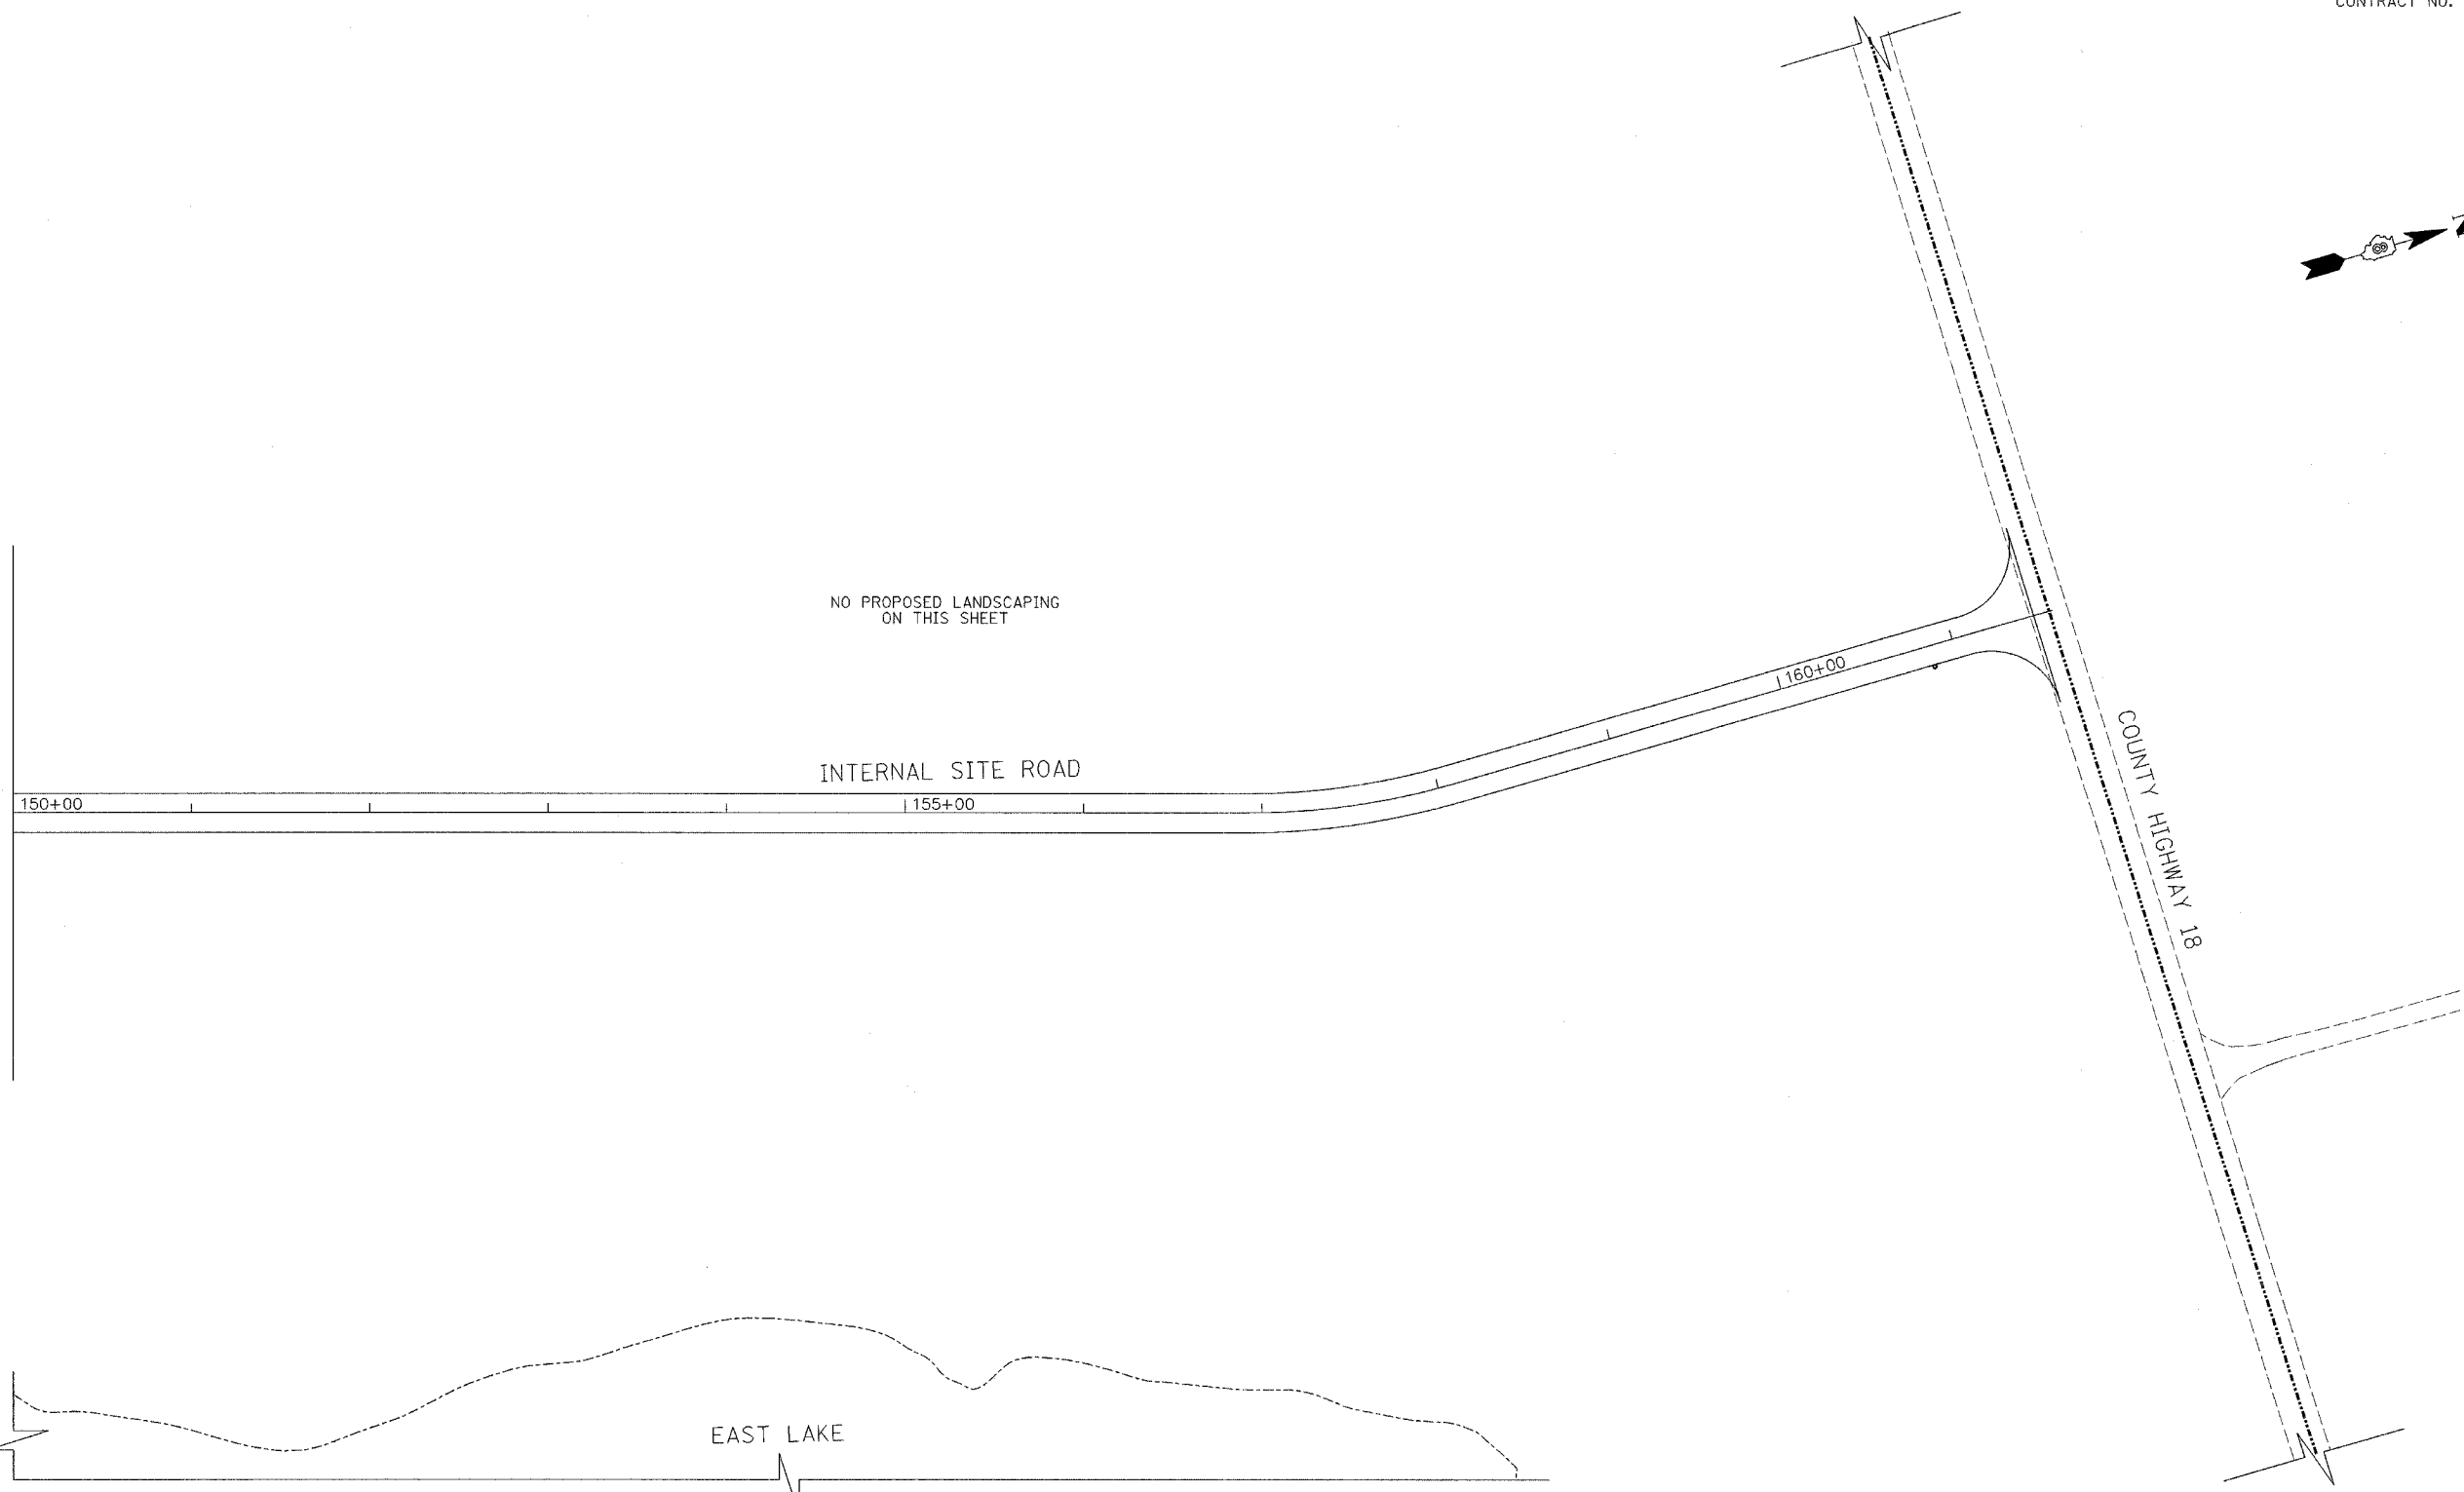 CONTRACT NO.
NO PROPOSED LANDSCAPING
ON THIS SHEET
160+00
INTERNAL SITE ROAD
150+00
155+00
COUNTY HIGHWAY 18
EAST LAKE